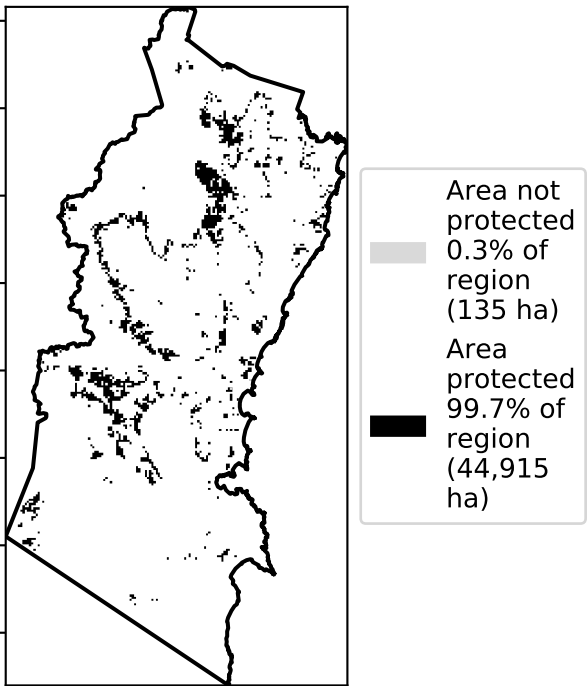 Area not
protected
0.3% of
region
(135 ha)
Area
protected
99.7% of
region
(44,915
ha)